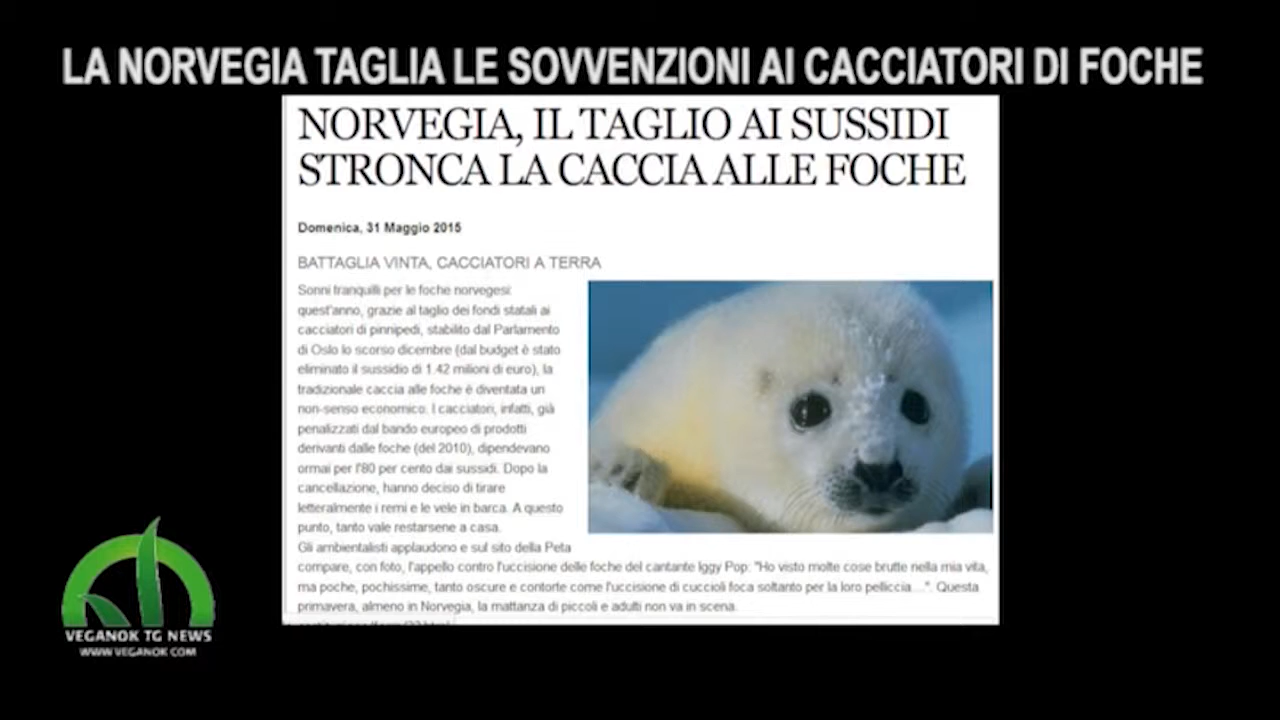 LA NORVEGIA TAGLIA LE SOVVENZIONI AI CACCIATORI DI FOCHE
NORVEGIA, IL TAGLIO AI SUSSIDI
STRONCA LA CACCIA ALLE FOCHE
Domenica, 31 Maggio 2015
BATTAGLIA VINTA, CACCIATORI A TERRA
Sonni tranquilli per le foche norvegesi:
quest'anno, grazie al taglio dei fondi statali ai
cacciatori di pinnipedi, stabilito dal Parlamento
di Oslo lo scorso dicembre (dal budget è stato
eliminato il sussidio di 1.42 milioni di euro), la
tradizionale caccia alle foche è diventata un
non-senso economico. I cacciatori, infatti, già
penalizzati dal bando europeo di prodotti
derivanti dalle foche (del 2010), dipendevano
ormai per l'80 per cento dai sussidi. Dopo la
cancellazione, hanno deciso di tirare
letteralmente i remi e le vele in barca. A questo
punto, tanto vale restarsene a casa.
Gli ambientalisti applaudono e sul sito della Peta
compare, con foto, l'appello contro l'uccisione delle foche del cantante Iggy Pop: "Ho visto molte cose brutte nella mia vita,
ma poche, pochissime, tanto oscure e contorte come l'uccisione di cuccioli foca soltanto per la loro pelliccia....". Questa
primavera, almeno in Norvegia, la mattanza di piccoli e adulti non va in scena.
VEGANOK TG NEWS
WWW.VEGANOK.COM